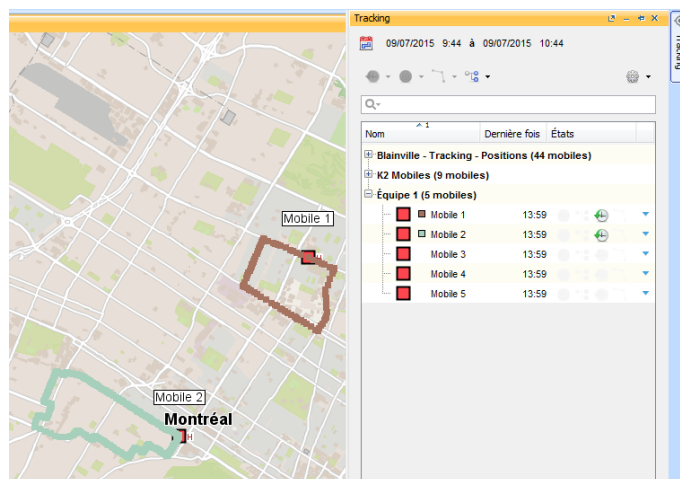 Tracking
09/07/2015 9:44 à 09/07/2015 10:44
Tracking
Nom 1 Dernière fois États
Blainville - Tracking - Positions (44 mobiles)
K2 Mobiles (9 mobiles)
Équipe 1 (5 mobiles)
Mobile 1 13:59
Mobile 2 13:59
Mobile 3 13:59
Mobile 4 13:59
Mobile 5 13:59
Mobile 1
H
Mobile 2
Montréal
H